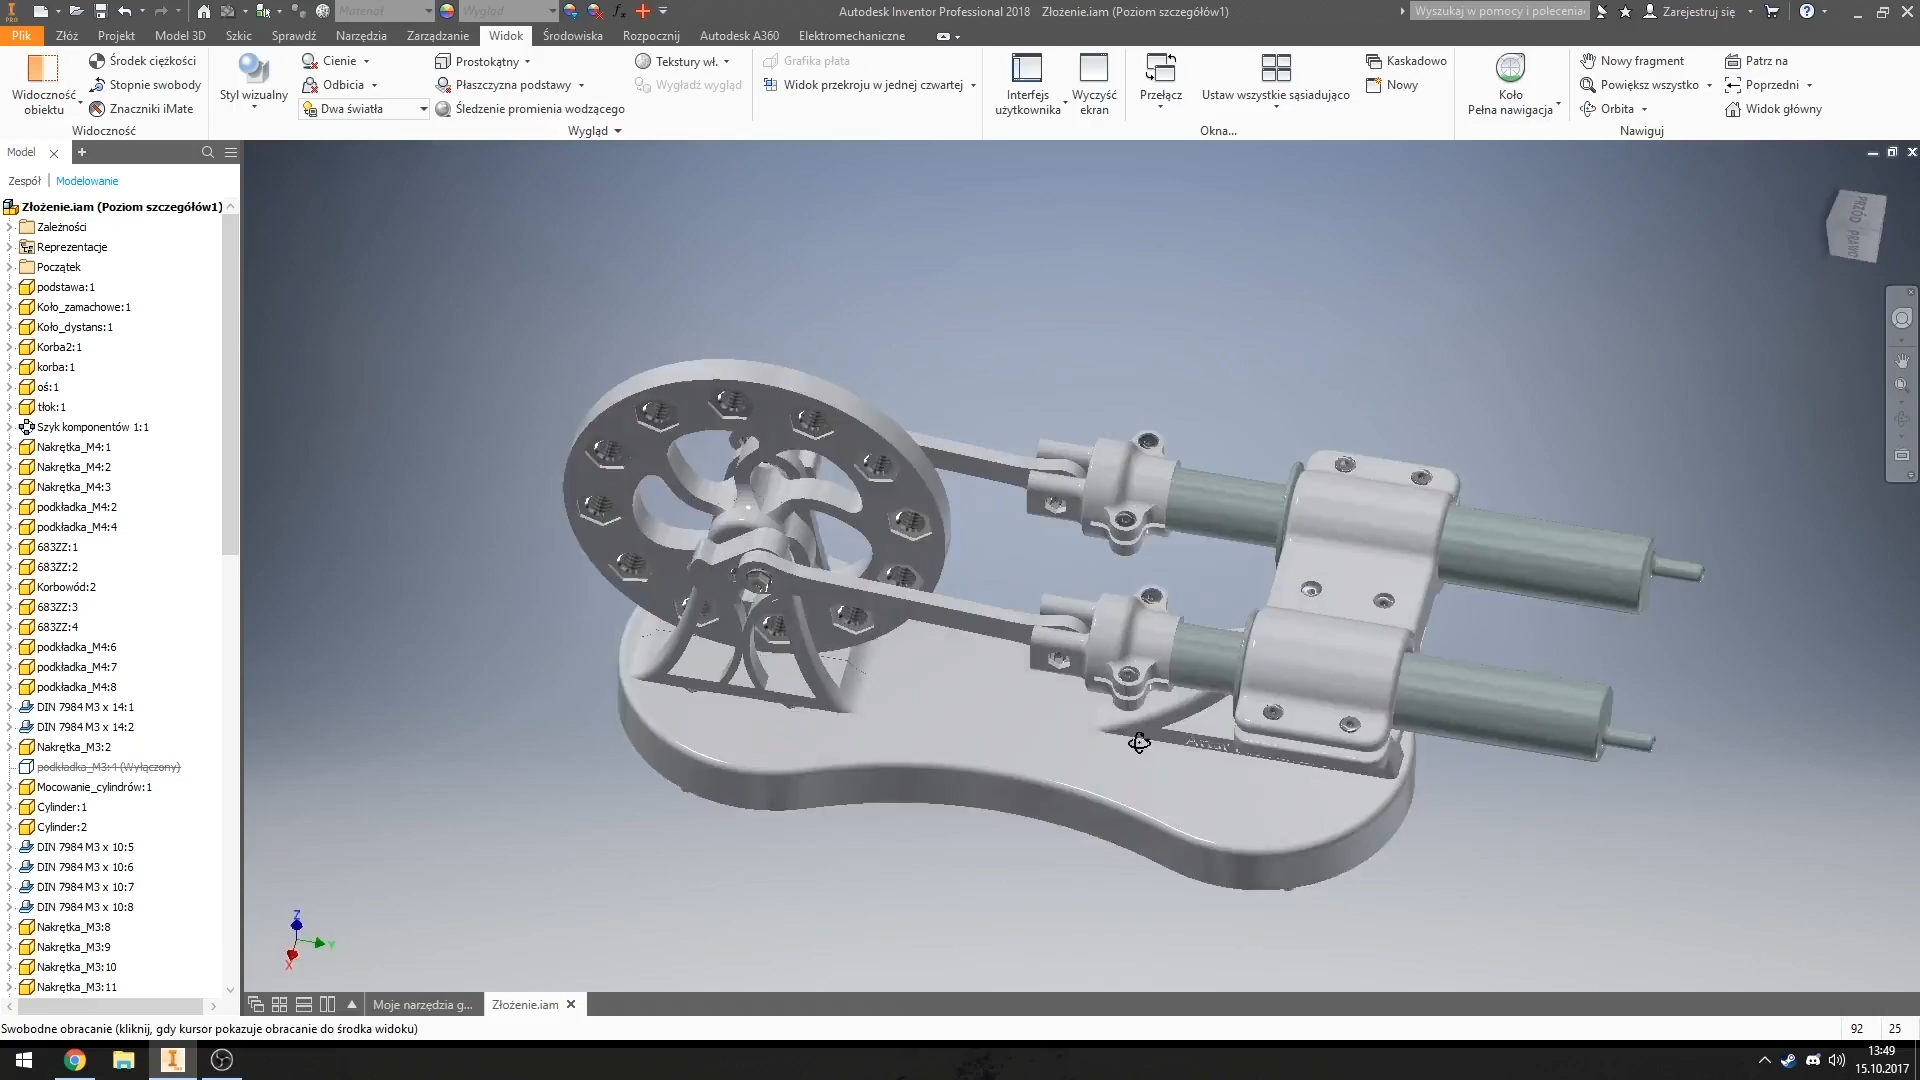 Materiał
Wygląd
Autodesk Inventor Professional 2018 Złożenie.iam (Poziom szczegółów1)
Wyszukaj w pomocy i polecenia
Zarejestruj się
PRO
Plik Złóż Projekt Model 3D Szkic Sprawdź Narzędzia Zarządzanie Widok Środowiska Rozpocznij Autodesk A360 Elektromechaniczne
Widoczność obiektu
Środek ciężkości
Stopnie swobody
Znaczniki iMate
Widoczność
Styl wizualny
Cienie
Odbicia
Dwa światła
Prostokątny
Płaszczyzna podstawy
Śledzenie promienia wodzącego
Tekstury wł.
Wygładź wygląd
Wygląd
Grafika płata
Widok przekroju w jednej czwartej
Interfejs użytkownika
Wyczyść ekran
Przełącz
Ustaw wszystkie sąsiadująco
Kaskadowo
Nowy
Okna...
Koło
Pełna nawigacja
Nowy fragment
Powiększ wszystko
Orbita
Patrz na
Poprzedni
Widok główny
Nawiguj
Model
Zespół | Modelowanie
Złożenie.iam (Poziom szczegółów1)
Zależności
Reprezentacje
Początek
podstawa:1
Koło_zamachowe:1
Koło_dystans:1
Korba2:1
korba:1
oś:1
tłok:1
Szyk komponentów 1:1
Nakrętka_M4:1
Nakrętka_M4:2
Nakrętka_M4:3
podkładka_M4:2
podkładka_M4:4
683ZZ:1
683ZZ:2
Korbowód:2
683ZZ:3
683ZZ:4
podkładka_M4:6
podkładka_M4:7
podkładka_M4:8
DIN 7984 M3 x 14:1
DIN 7984 M3 x 14:2
Nakrętka_M3:2
podkładka_M3:4 (Wyłączony)
Mocowanie_cylindrów:1
Cylinder:1
Cylinder:2
DIN 7984 M3 x 10:5
DIN 7984 M3 x 10:6
DIN 7984 M3 x 10:7
DIN 7984 M3 x 10:8
Nakrętka_M3:8
Nakrętka_M3:9
Nakrętka_M3:10
Nakrętka_M3:11
PRZÓD
PRAWO
Z
Y
X
Moje narzędzia g...
Złożenie.iam
Swobodne obracanie (kliknij, gdy kursor pokazuje obracanie do środka widoku)
92 25
13:49
15.10.2017